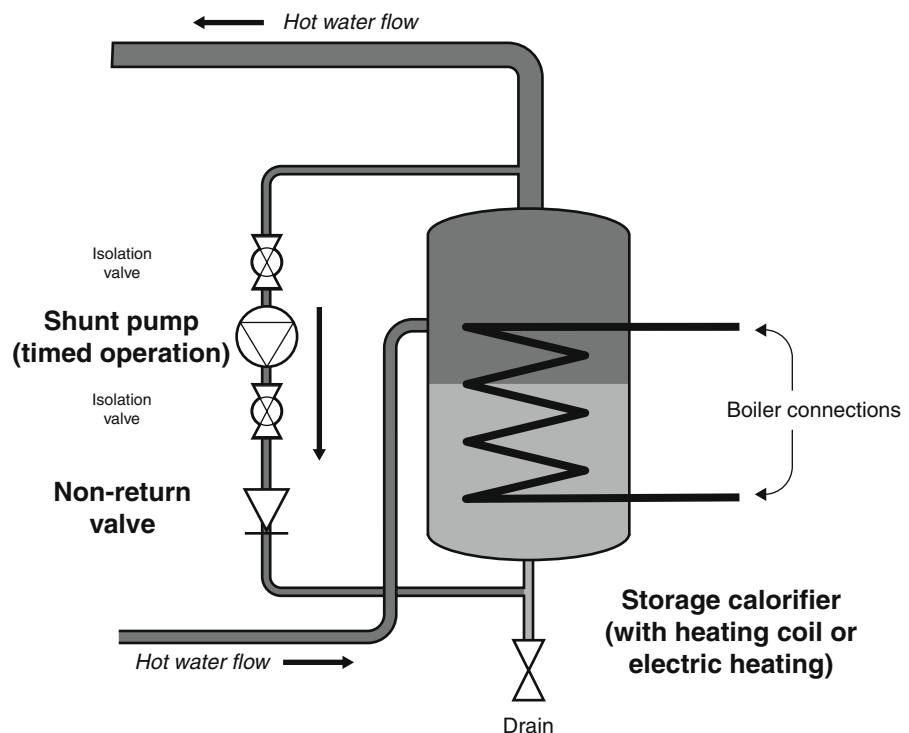 Hot water flow
Isolation
valve
Shunt pump
(timed operation)
Isolation
valve
Boiler connections
Non-return
valve
Storage calorifier
(with heating coil or
electric heating)
Hot water flow
Drain